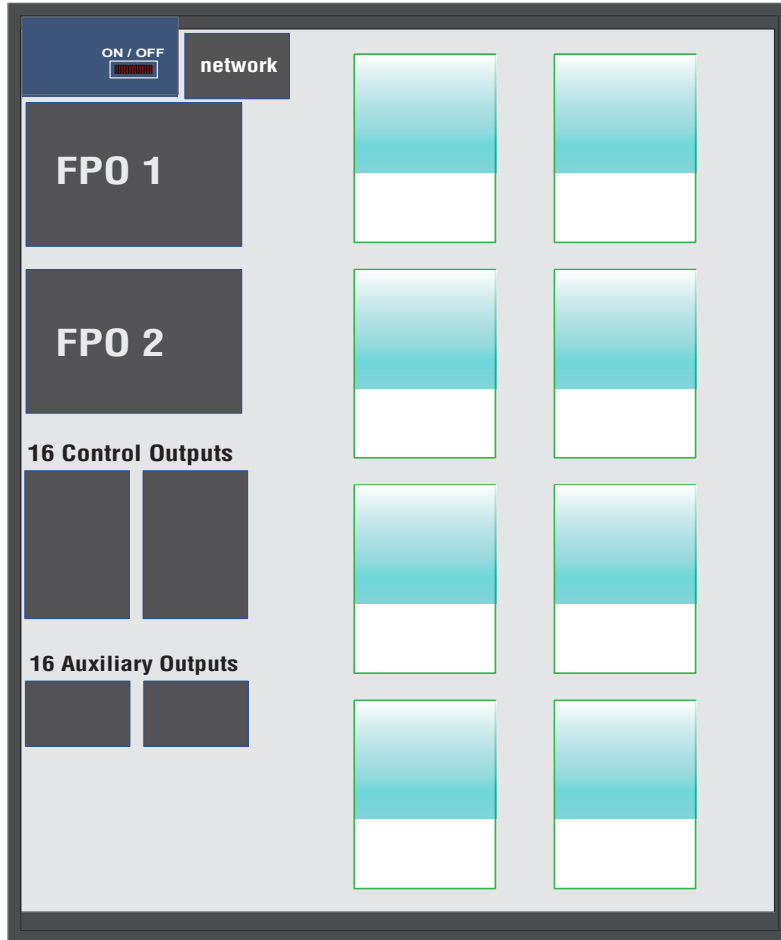 ON / OFF
network
FPO 1
FPO 2
16 Control Outputs
16 Auxiliary Outputs